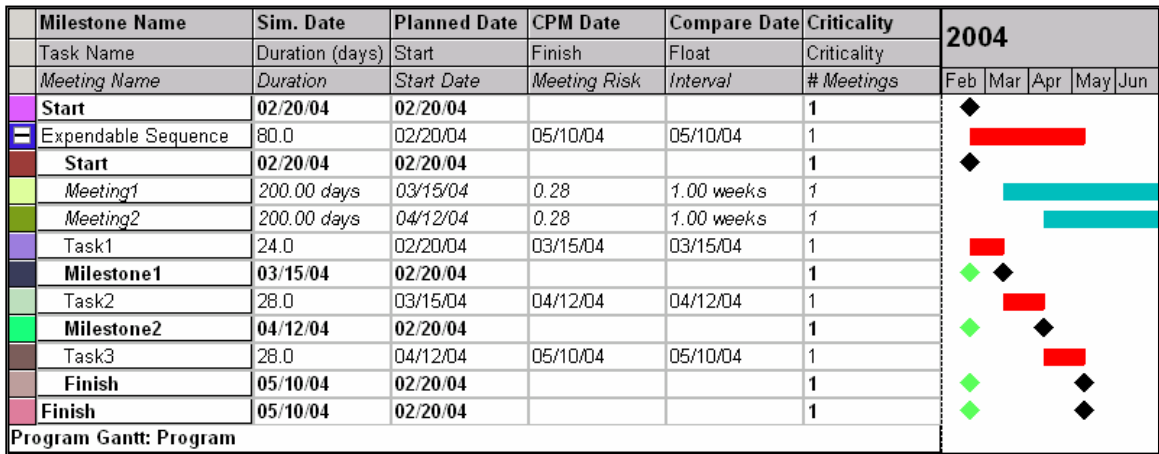 Milestone Name Sim. Date Planned Date CPM Date Compare Date Criticality 2004
Task Name Duration (days) Start Finish Float Criticality
Meeting Name Duration Start Date Meeting Risk Interval # Meetings Feb Mar Apr May Jun
Start 02/20/04 02/20/04 1
Expendable Sequence 80.0 02/20/04 05/10/04 05/10/04 1
Start 02/20/04 02/20/04 1
Meeting1 200.00 days 03/15/04 0.28 1.00 weeks 1
Meeting2 200.00 days 04/12/04 0.28 1.00 weeks 1
Task1 24.0 02/20/04 03/15/04 03/15/04 1
Milestone1 03/15/04 02/20/04 1
Task2 28.0 03/15/04 04/12/04 04/12/04 1
Milestone2 04/12/04 02/20/04 1
Task3 28.0 04/12/04 05/10/04 05/10/04 1
Finish 05/10/04 02/20/04 1
Finish 05/10/04 02/20/04 1
Program Gantt: Program